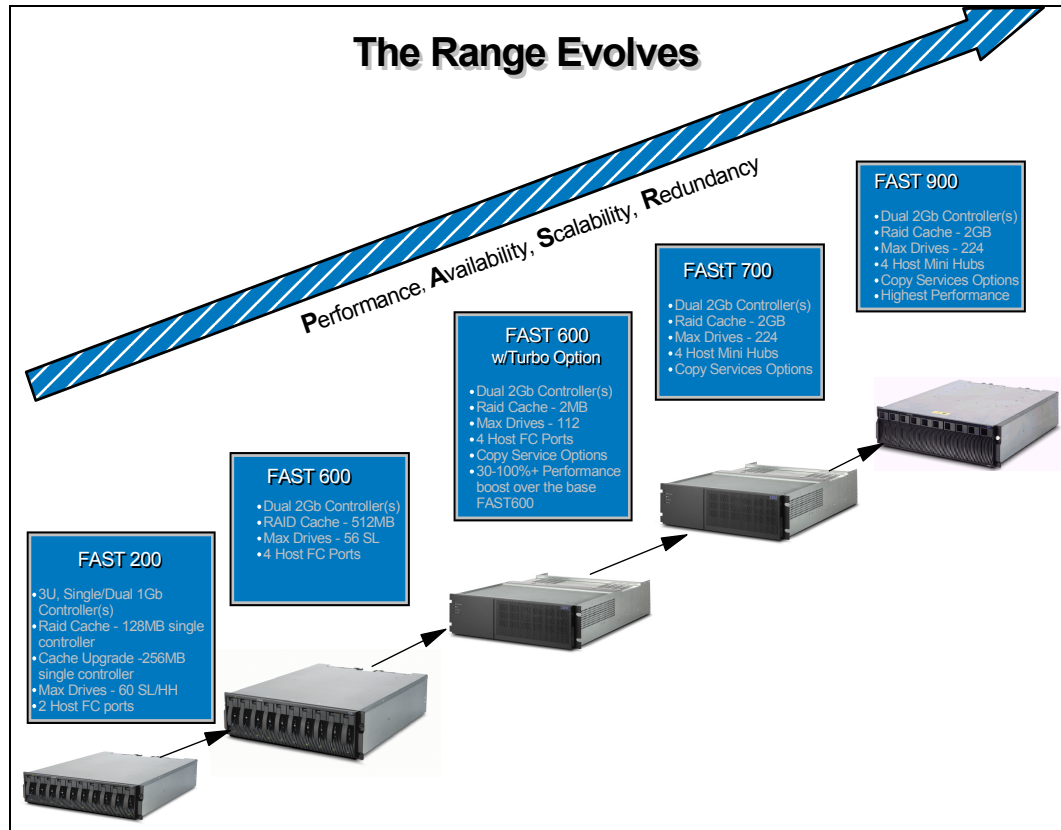 The Range Evolves
Performance, Availability, Scalability, Redundancy
FAST 900
•Dual 2Gb Controller(s)
•Raid Cache - 2GB
•Max Drives - 224
•4 Host Mini Hubs
•Copy Services Options
•Highest Performance
FAStT 700
•Dual 2Gb Controller(s)
•Raid Cache - 2GB
•Max Drives - 224
•4 Host Mini Hubs
•Copy Services Options
FAST 600
w/Turbo Option
•Dual 2Gb Controller(s)
•Raid Cache - 2MB
•Max Drives - 112
•4 Host FC Ports
•Copy Service Options
•30-100%+ Performance
boost over the base
FAST600
FAST 600
•Dual 2Gb Controller(s)
•RAID Cache - 512MB
•Max Drives - 56 SL
•4 Host FC Ports
FAST 200
•3U, Single/Dual 1Gb
Controller(s)
•Raid Cache - 128MB single
controller
•Cache Upgrade -256MB
single controller
•Max Drives - 60 SL/HH
•2 Host FC ports